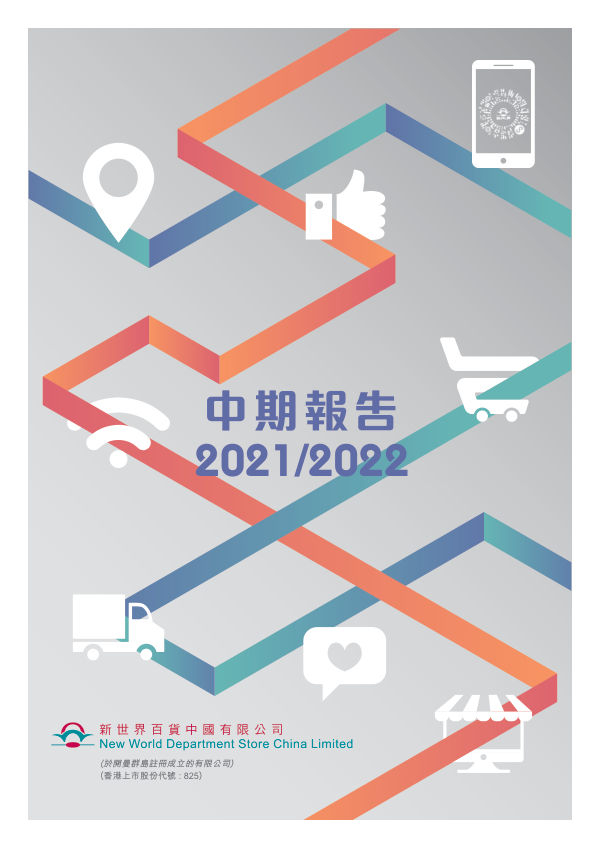 中期報告
2021/2022
新世界百貨中國有限公司
New World Department Store China Limited
(於開曼群島註冊成立的有限公司)
(香港上市股份代號 : 825)